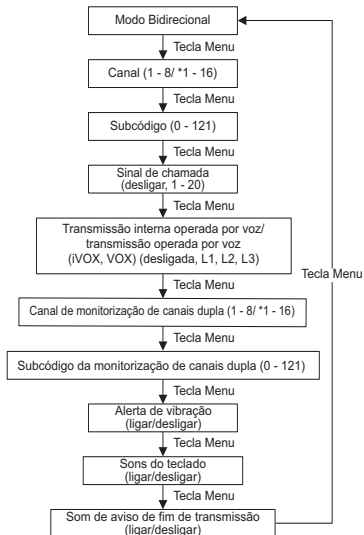 Modo Bidirecional
Tecla Menu
Canal (1 - 8/ *1 - 16)
Tecla Menu
Subcódigo (0 - 121)
Tecla Menu
Sinal de chamada
(desligar, 1 - 20)
Tecla Menu
Transmissão interna operada por voz/
transmissão operada por voz
(iVOX, VOX) (desligada, L1, L2, L3)
Tecla Menu
Tecla Menu
Canal de monitorização de canais dupla (1 - 8/ *1 - 16)
Tecla Menu
Subcódigo da monitorização de canais dupla (0 - 121)
Tecla Menu
Alerta de vibração
(ligar/desligar)
Tecla Menu
Sons do teclado
(ligar/desligar)
Tecla Menu
Som de aviso de fim de transmissão
(ligar/desligar)